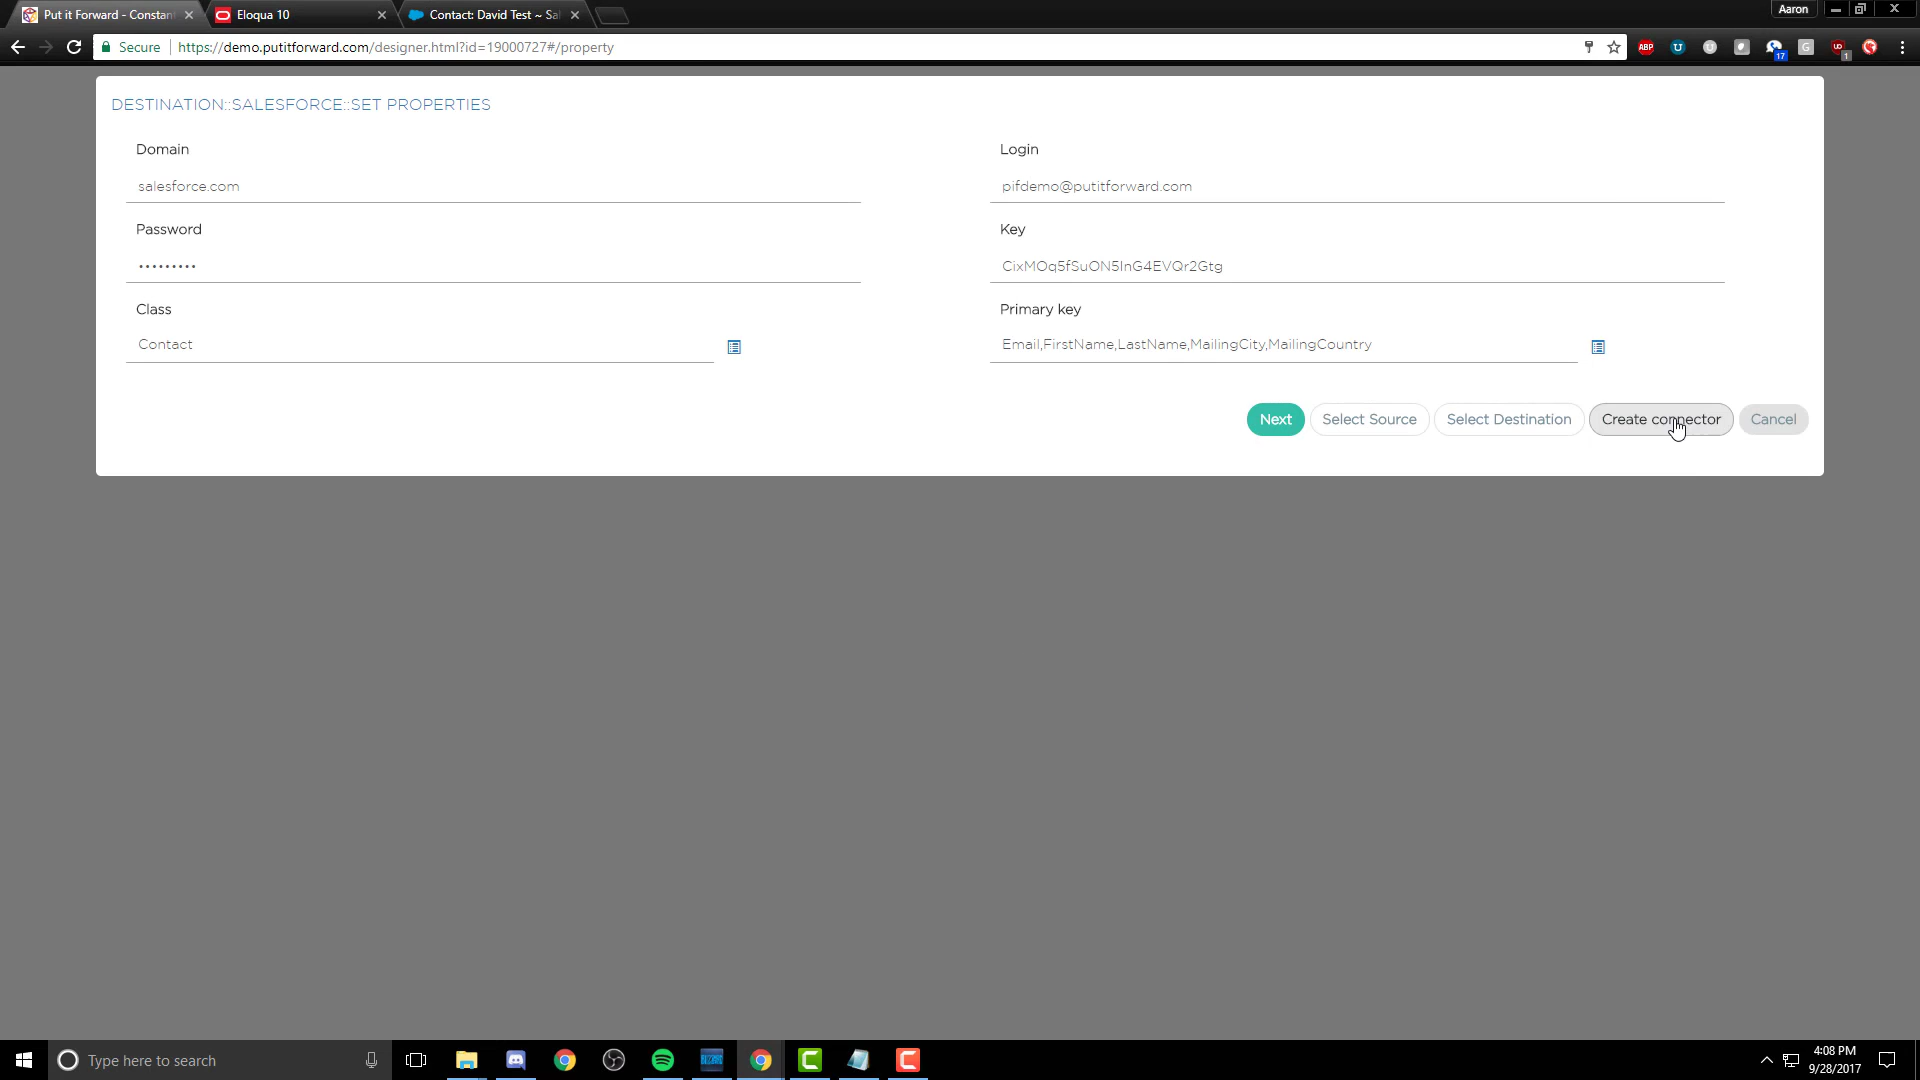 Put it Forward - Constan
Eloqua 10
Contact: David Test ~ Sal
Aaron
Secure
https://demo.putitforward.com/designer.html?id=19000727#/property
ABP
17
G
1
DESTINATION::SALESFORCE::SET PROPERTIES
Domain
Login
salesforce.com
pifdemo@putitforward.com
Password
Key
•••••••••
CixMOq5fSuON5InG4EVQr2Gtg
Class
Primary key
Contact
Email,FirstName,LastName,MailingCity,MailingCountry
Next
Select Source
Select Destination
Create connector
Cancel
Type here to search
4:08 PM
9/28/2017